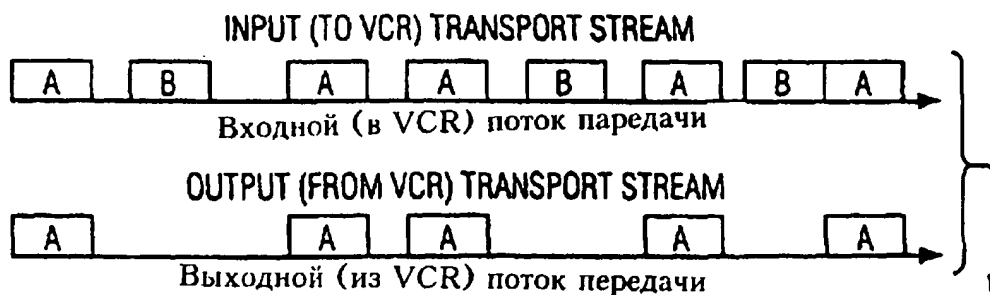 INPUT (TO VCR) TRANSPORT STREAM
A B A A B A B A
Входной (в VCR) поток паредачи
OUTPUT (FROM VCR) TRANSPORT STREAM
A A A A A
Выходной (из VCR) поток передачи